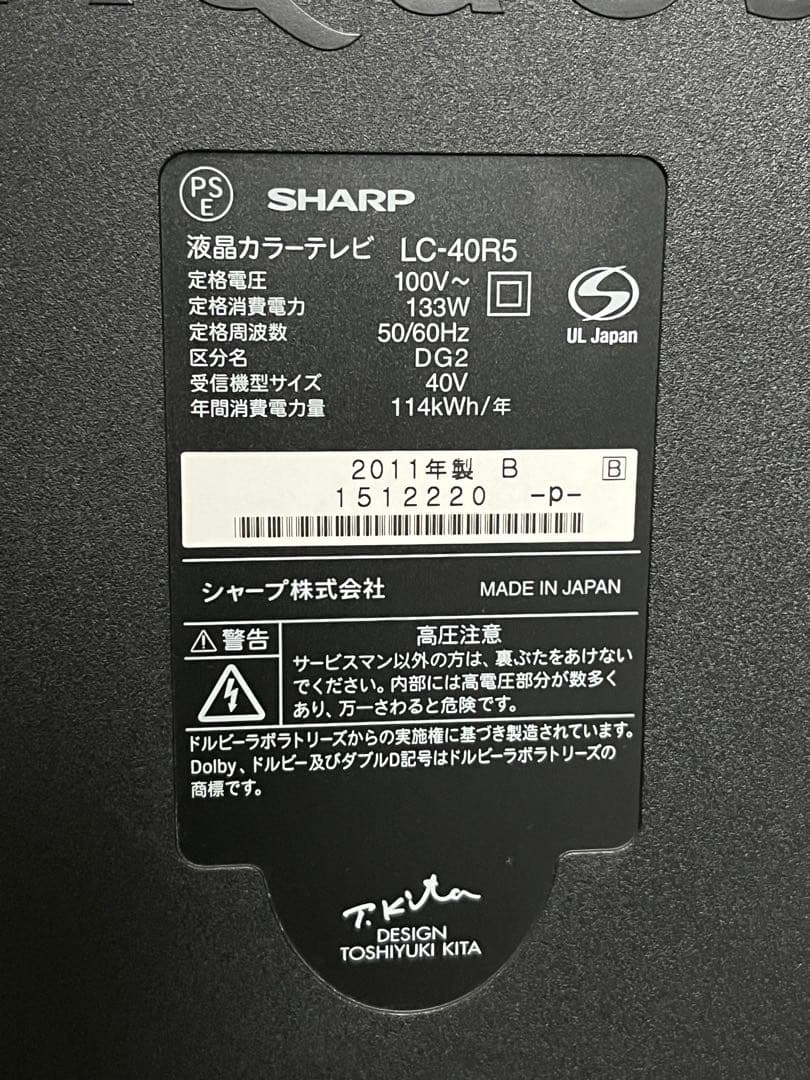 PS
E
SHARP
液晶カラーテレビ LC-40R5
定格電圧 100V～
定格消費電力 133W
定格周波数 50/60Hz
区分名 DG2
受信機型サイズ 40V
年間消費電力量 114kWh/年
UL Japan
2011年製 B B
1512220 -p-
シャープ株式会社 MADE IN JAPAN
⚠警告
高圧注意
サービスマン以外の方は、裏ぶたをあけない
でください。内部には高電圧部分が数多く
あり、万一さわると危険です。
ドルビーラボラトリーズからの実施権に基づき製造されています。
Dolby、ドルビー及びダブルD記号はドルビーラボラトリーズの
商標です。
T.Kita
DESIGN
TOSHIYUKI KITA